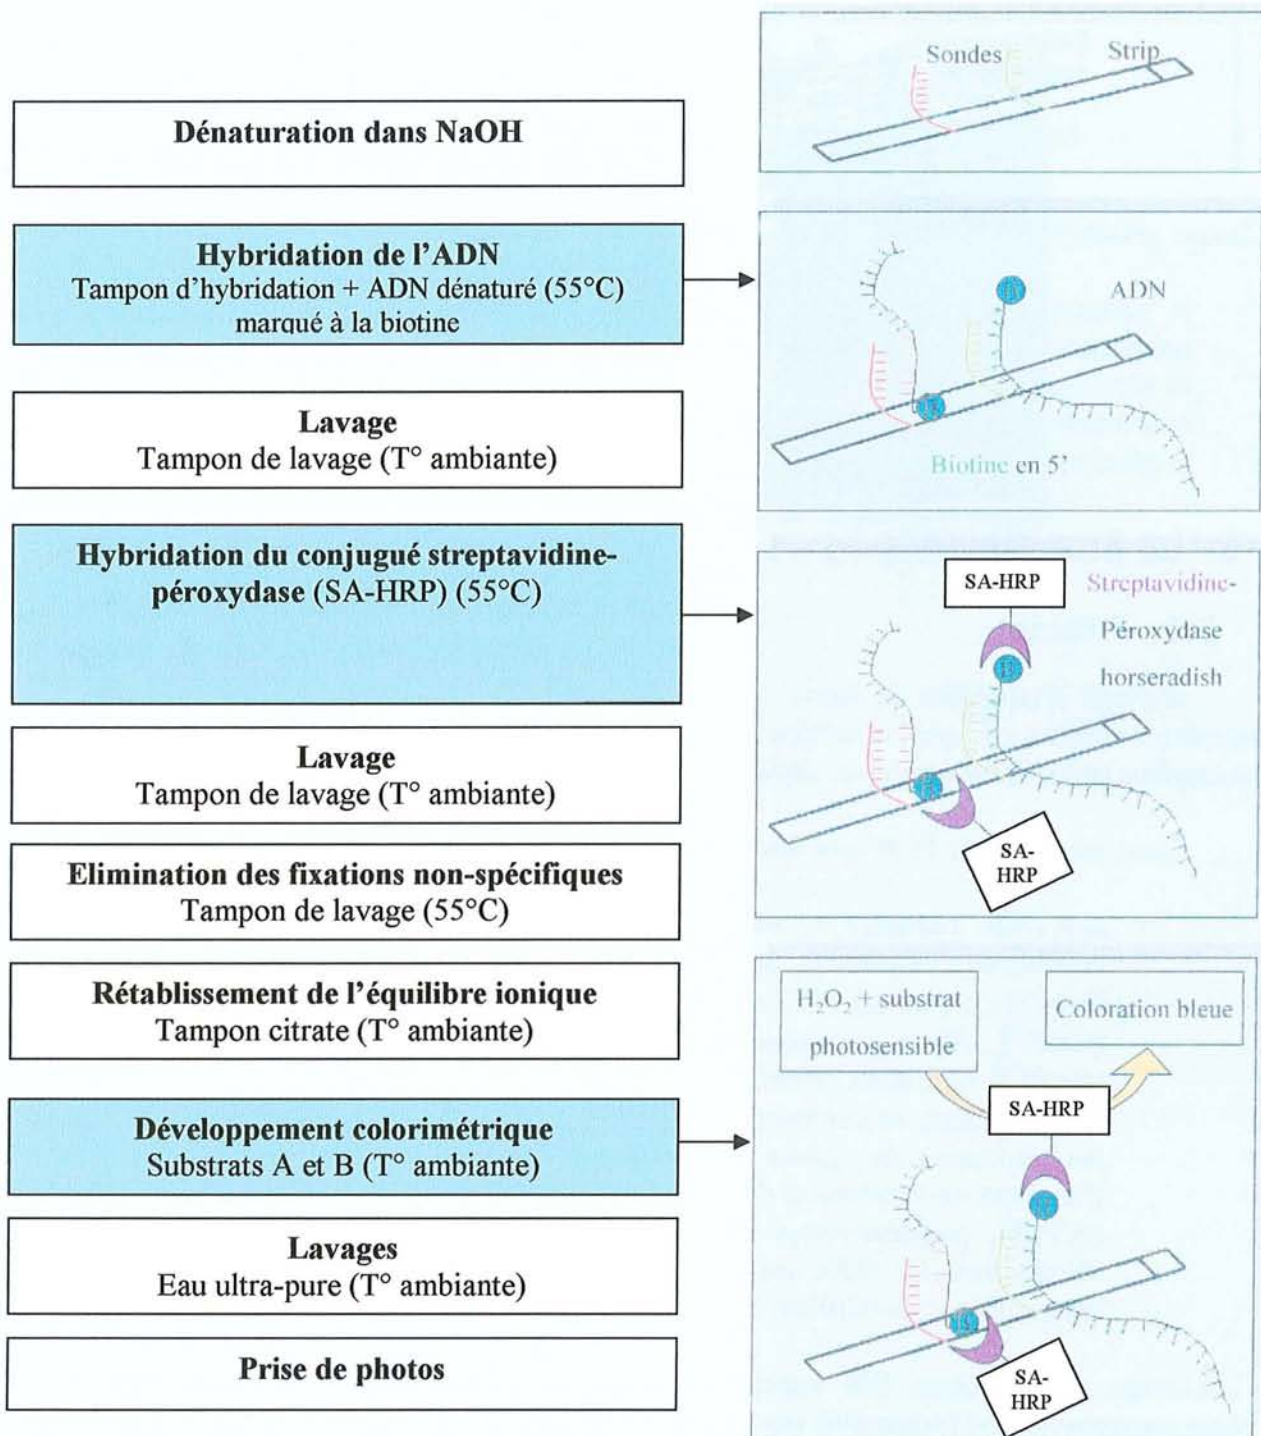 Dénaturation dans NaOH
Hybridation de l'ADN
Tampon d'hybridation + ADN dénaturé (55°C)
marqué à la biotine
Lavage
Tampon de lavage (T° ambiante)
Hybridation du conjugué streptavidine-
péroxydase (SA-HRP) (55°C)
Lavage
Tampon de lavage (T° ambiante)
Elimination des fixations non-spécifiques
Tampon de lavage (55°C)
Rétablissement de l'équilibre ionique
Tampon citrate (T° ambiante)
Développement colorimétrique
Substrats A et B (T° ambiante)
Lavages
Eau ultra-pure (T° ambiante)
Prise de photos
Sondes
Strip
B
ADN
B
Biotine en 5'
SA-HRP
Streptavidine-
Péroxydase
horseradish
B
B
SA-
HRP
H₂O₂ + substrat
photosensible
Coloration bleue
SA-HRP
B
B
SA-
HRP